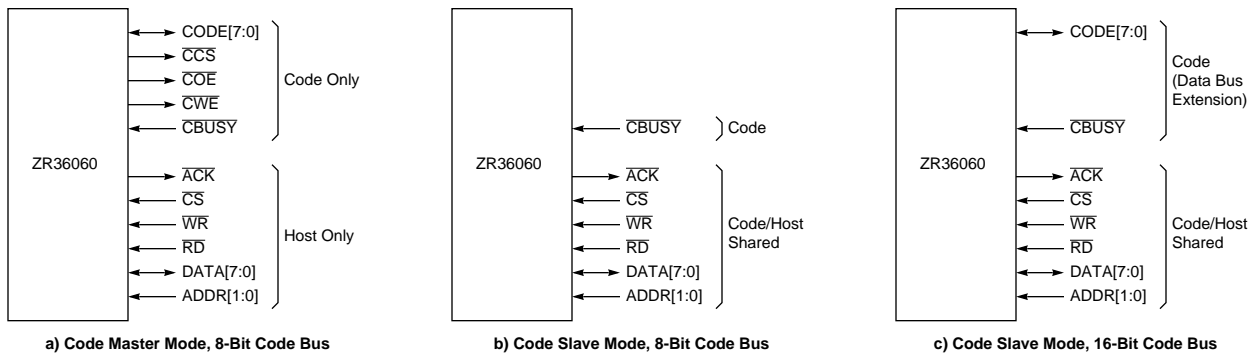 ZR36060
CODE[7:0]
CCS
COE
CWE
CBUSY
Code Only
ACK
CS
WR
RD
DATA[7:0]
ADDR[1:0]
Host Only
a) Code Master Mode, 8-Bit Code Bus
ZR36060
CBUSY
Code
ACK
CS
WR
RD
DATA[7:0]
ADDR[1:0]
Code/Host
Shared
b) Code Slave Mode, 8-Bit Code Bus
ZR36060
CODE[7:0]
CBUSY
Code
(Data Bus
Extension)
ACK
CS
WR
RD
DATA[7:0]
ADDR[1:0]
Code/Host
Shared
c) Code Slave Mode, 16-Bit Code Bus